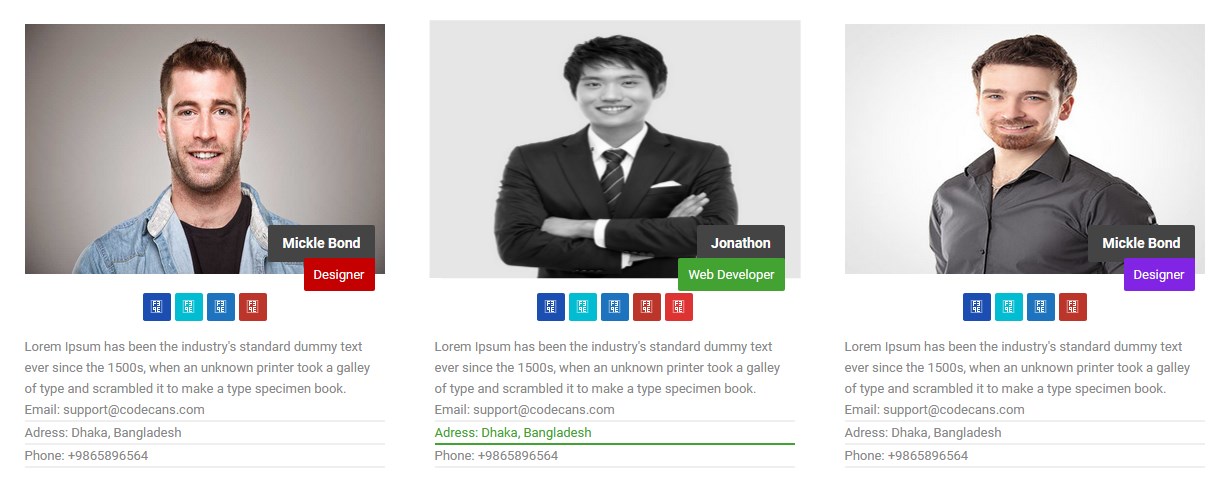 Mickle Bond
Designer
Lorem Ipsum has been the industry's standard dummy text
ever since the 1500s, when an unknown printer took a galley
of type and scrambled it to make a type specimen book.
Email: support@codecans.com
Adress: Dhaka, Bangladesh
Phone: +9865896564
Jonathon
Web Developer
Lorem Ipsum has been the industry's standard dummy text
ever since the 1500s, when an unknown printer took a galley
of type and scrambled it to make a type specimen book.
Email: support@codecans.com
Adress: Dhaka, Bangladesh
Phone: +9865896564
Mickle Bond
Designer
Lorem Ipsum has been the industry's standard dummy text
ever since the 1500s, when an unknown printer took a galley
of type and scrambled it to make a type specimen book.
Email: support@codecans.com
Adress: Dhaka, Bangladesh
Phone: +9865896564